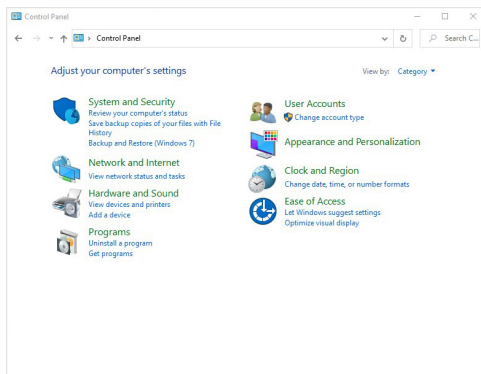 Control Panel
Control Panel
Search C...
Adjust your computer's settings
View by: Category
System and Security
Review your computer's status
Save backup copies of your files with File
History
Backup and Restore (Windows 7)
Network and Internet
View network status and tasks
Hardware and Sound
View devices and printers
Add a device
Programs
Uninstall a program
Get programs
User Accounts
Change account type
Appearance and Personalization
Clock and Region
Change date, time, or number formats
Ease of Access
Let Windows suggest settings
Optimize visual display